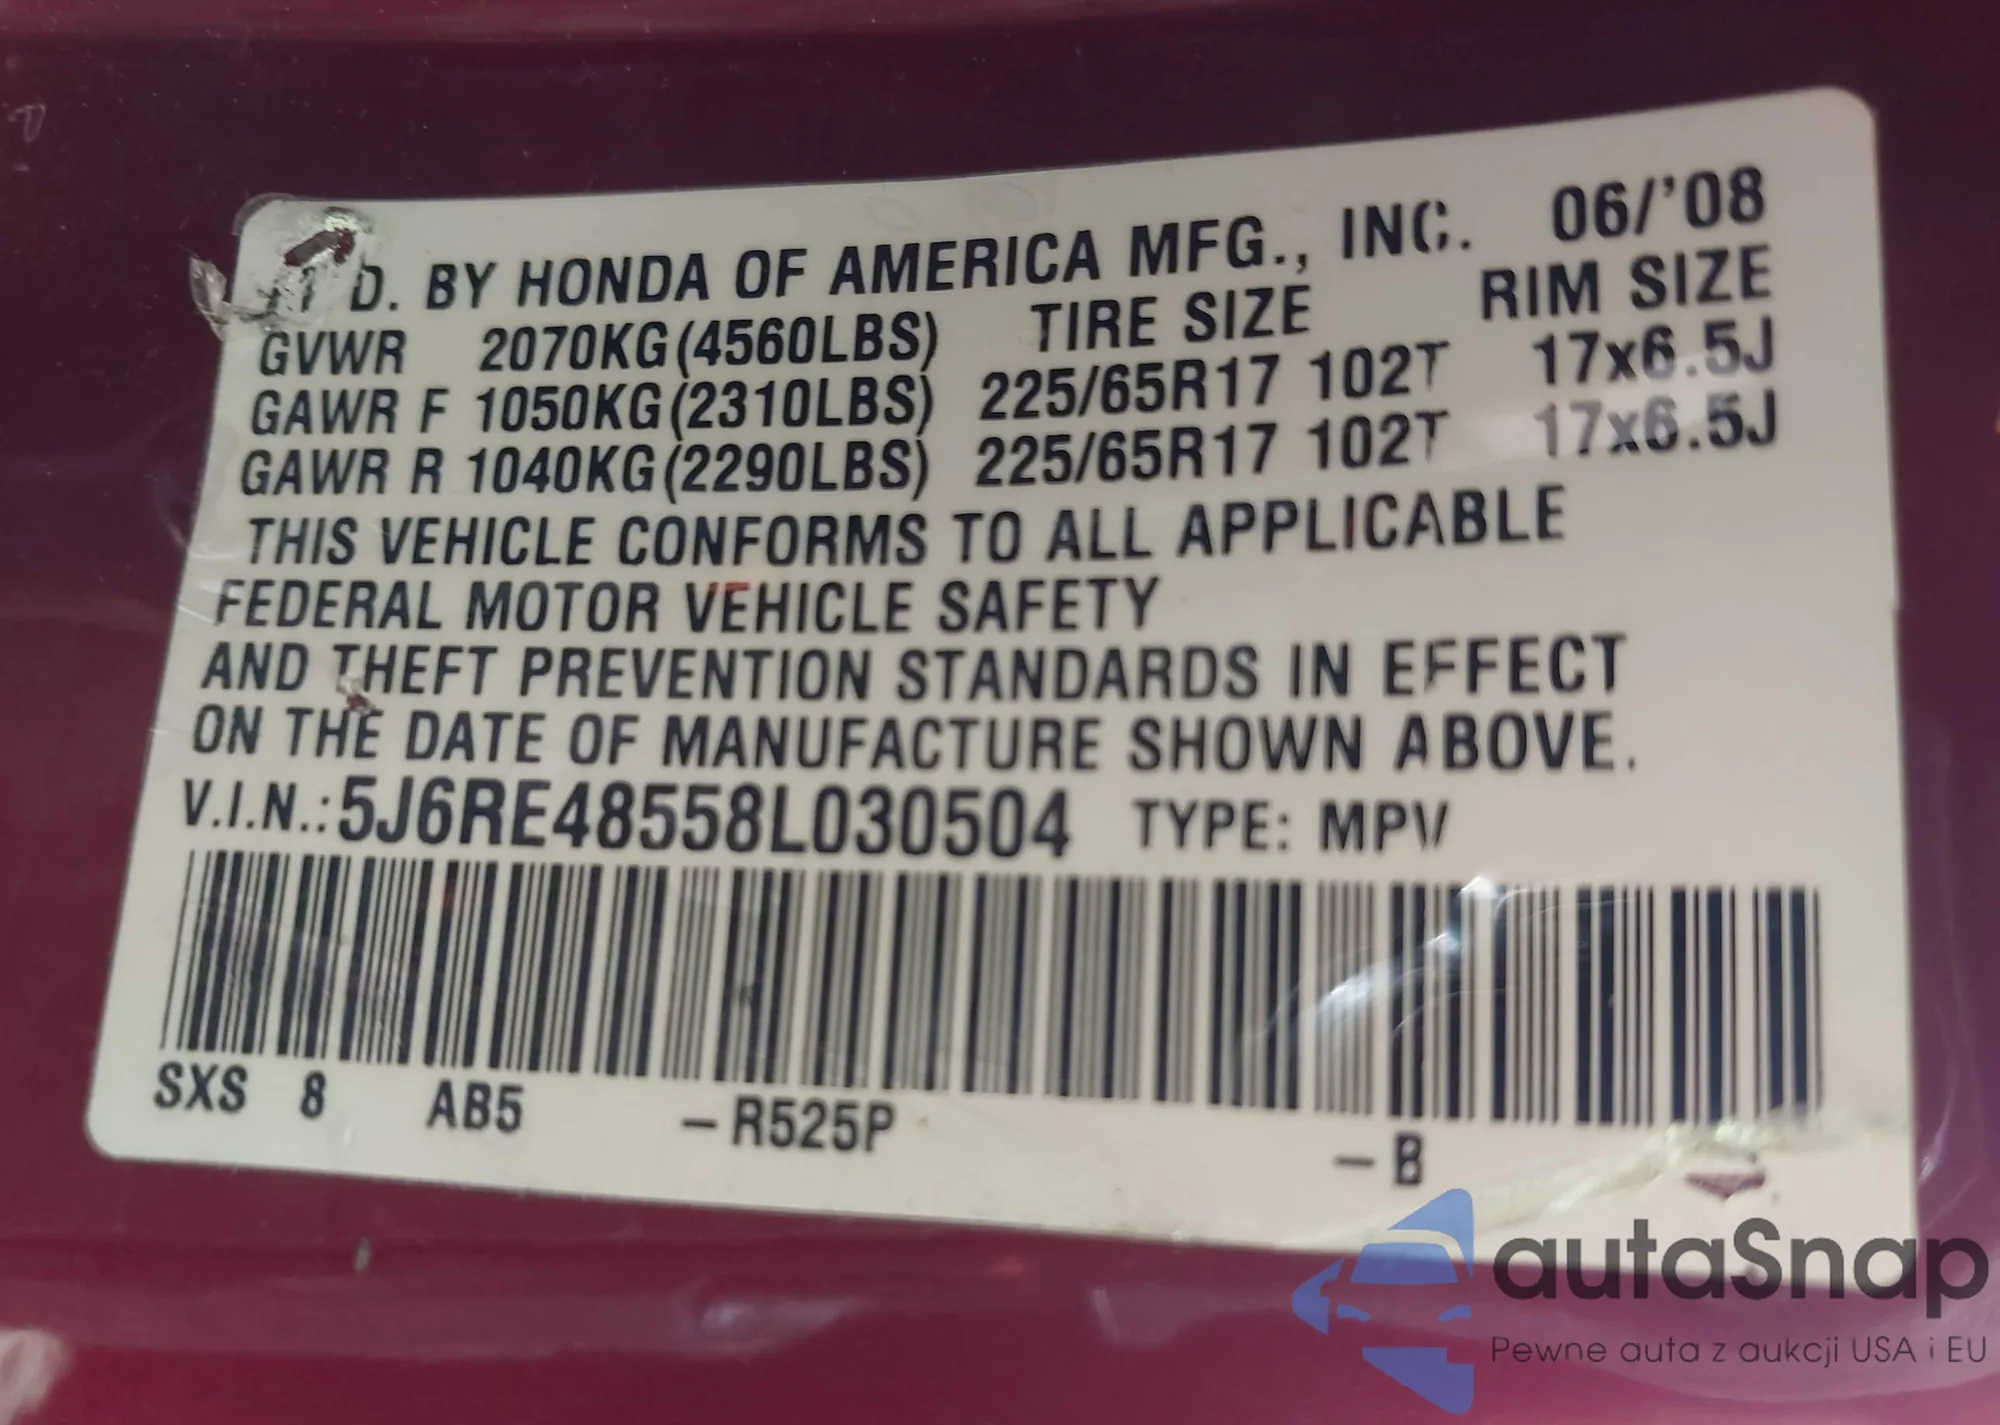 D. BY HONDA OF AMERICA MFG., INC. 06/'08
GVWR 2070KG(4560LBS) TIRE SIZE RIM SIZE
GAWR F 1050KG(2310LBS) 225/65R17 102T 17x6.5J
GAWR R 1040KG(2290LBS) 225/65R17 102T 17x6.5J
THIS VEHICLE CONFORMS TO ALL APPLICABLE
FEDERAL MOTOR VEHICLE SAFETY
AND THEFT PREVENTION STANDARDS IN EFFECT
ON THE DATE OF MANUFACTURE SHOWN ABOVE.
V.I.N.:5J6RE48558L030504 TYPE: MPV
SXS 8 AB5 -R525P -B
autaSnap
Pewne auta z aukcji USA i EU